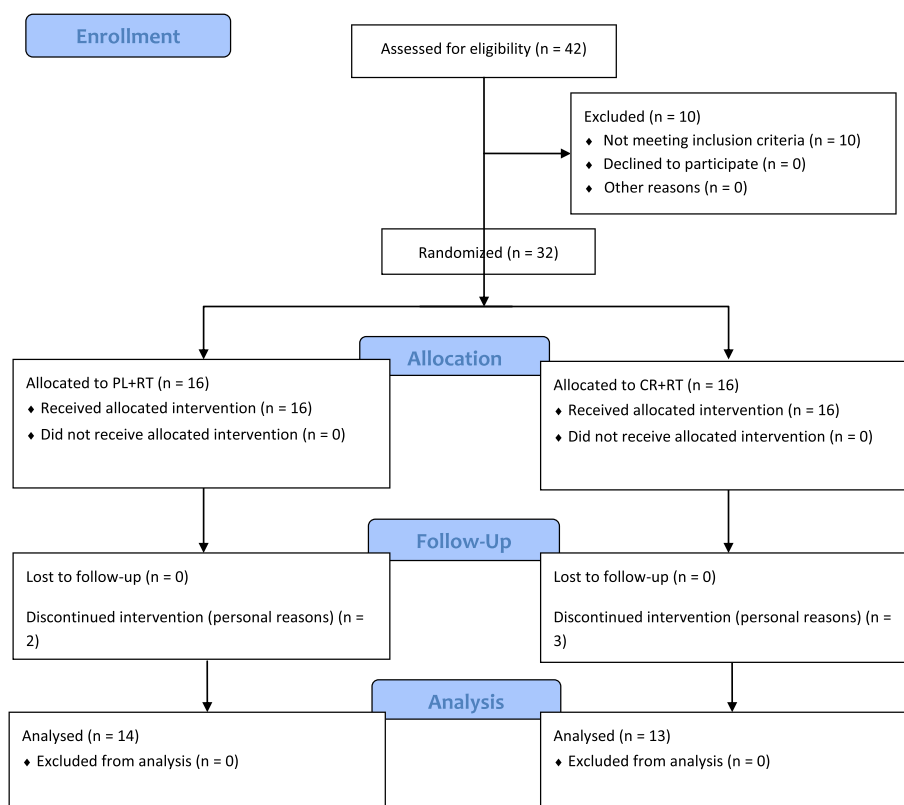 Enrollment
Assessed for eligibility (n = 42)
Excluded (n = 10)
♦ Not meeting inclusion criteria (n = 10)
♦ Declined to participate (n = 0)
♦ Other reasons (n = 0)
Randomized (n = 32)
Allocation
Allocated to PL+RT (n = 16)
♦ Received allocated intervention (n = 16)
♦ Did not receive allocated intervention (n = 0)
Allocated to CR+RT (n = 16)
♦ Received allocated intervention (n = 16)
♦ Did not receive allocated intervention (n = 0)
Follow-Up
Lost to follow-up (n = 0)
Discontinued intervention (personal reasons) (n =
2)
Lost to follow-up (n = 0)
Discontinued intervention (personal reasons) (n =
3)
Analysis
Analysed (n = 14)
♦ Excluded from analysis (n = 0)
Analysed (n = 13)
♦ Excluded from analysis (n = 0)